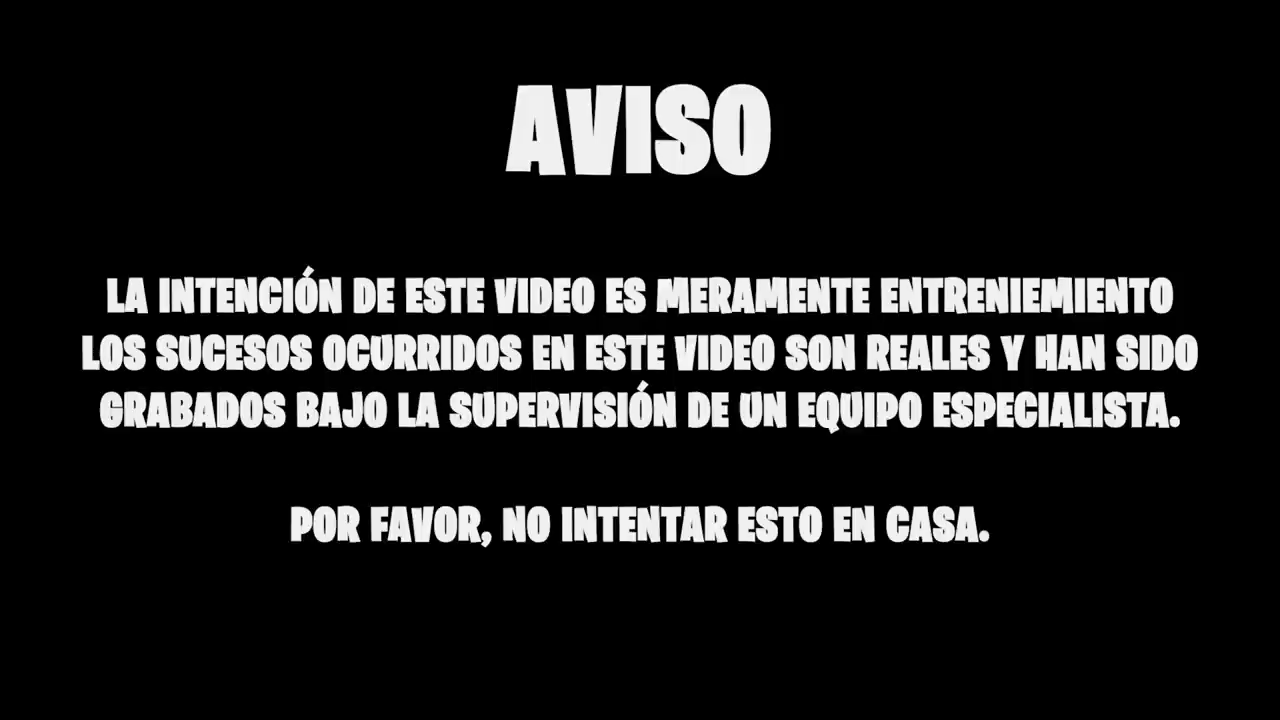 AVISO
LA INTENCIÓN DE ESTE VIDEO ES MERAMENTE ENTRENIEMIENTO
LOS SUCESOS OCURRIDOS EN ESTE VIDEO SON REALES Y HAN SIDO
GRABADOS BAJO LA SUPERVISIÓN DE UN EQUIPO ESPECIALISTA.
POR FAVOR, NO INTENTAR ESTO EN CASA.